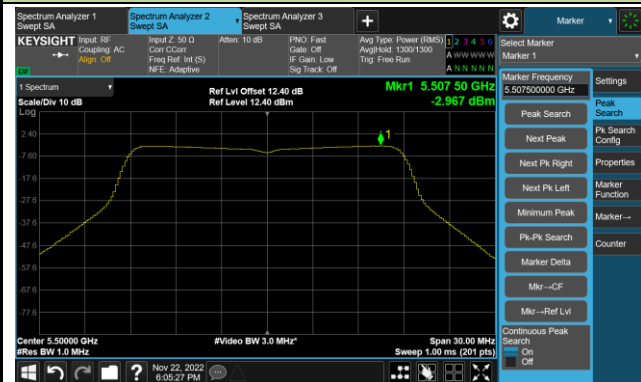 Spectrum Analyzer 1
Swept SA
Spectrum Analyzer 2
Swept SA
Spectrum Analyzer 3
Swept SA
Marker
KEYSIGHT
Input: RF
Coupling: AC
Align: Off
Input Z: 50 Ω
Corr CCorr
Freq Ref: Int (S)
NFE: Adaptive
Atten: 10 dB
PNO: Fast
Gate: Off
IF Gain: Low
Sig Track: Off
Avg Type: Power (RMS)
Avg|Hold: 1300/1300
Trig: Free Run
1 2 3 4 5 6
A W W W W W
A N N N N N
LVI
Select Marker
Marker 1
1 Spectrum
Scale/Div 10 dB
Log
Ref Lvl Offset 12.40 dB
Ref Level 12.40 dBm
Mkr1 5.507 50 GHz
-2.967 dBm
2.40
-7.60
-17.6
-27.6
-37.6
-47.6
-57.6
-67.6
-77.6
1
Center 5.50000 GHz
#Res BW 1.0 MHz
#Video BW 3.0 MHz*
Span 30.00 MHz
Sweep 1.00 ms (201 pts)
Marker Frequency
5.507500000 GHz
Peak Search
Next Peak
Next Pk Right
Next Pk Left
Minimum Peak
Pk-Pk Search
Marker Delta
Mkr→CF
Mkr→Ref Lvl
Continuous Peak
Search
On
Off
Settings
Peak
Search
Pk Search
Config
Properties
Marker
Function
Marker→
Counter
Nov 22, 2022
6:05:27 PM